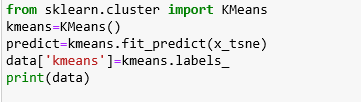 from sklearn.cluster import KMeans
kmeans=KMeans()
predict=kmeans.fit_predict(x_tsne)
data['kmeans']=kmeans.labels_
print(data)